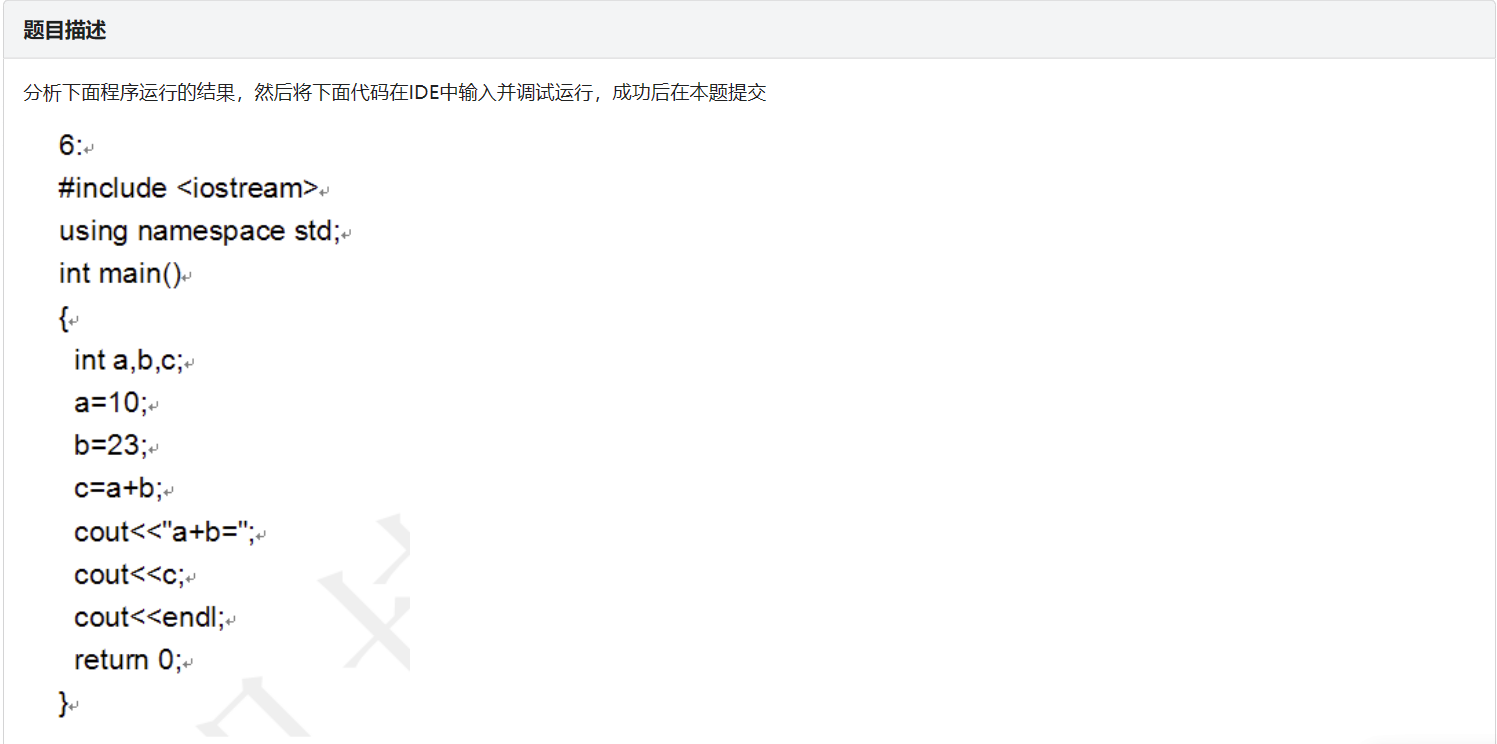 题目描述
分析下面程序运行的结果，然后将下面代码在IDE中输入并调试运行，成功后在本题提交
6:↵
#include <iostream>↵
using namespace std;↵
int main()↵
{↵
int a,b,c;↵
a=10;↵
b=23;↵
c=a+b;↵
cout<<"a+b=";↵
cout<<c;↵
cout<<endl;↵
return 0;↵
}↵